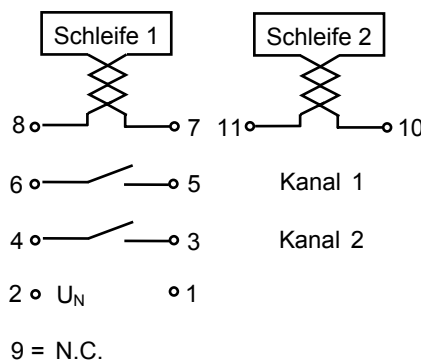 Schleife 1 Schleife 2
8 7 11 10
6 5 Kanal 1
4 3 Kanal 2
2 U_N 1
9 = N.C.